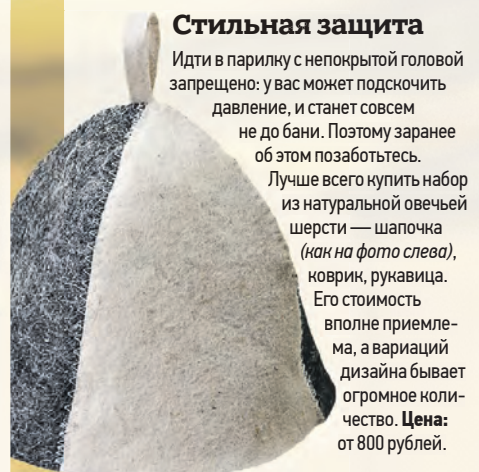 Стильная защита
Идти в парилку с непокрытой головой
запрещено: у вас может подскочить
давление, и станет совсем
не до бани. Поэтому заранее
об этом позаботьтесь.
Лучше всего купить набор
из натуральной овечьей
шерсти — шапочка
(как на фото слева),
коврик, рукавица.
Его стоимость
вполне приемле-
ма, а вариаций
дизайна бывает
огромное коли-
чество. Цена:
от 800 рублей.